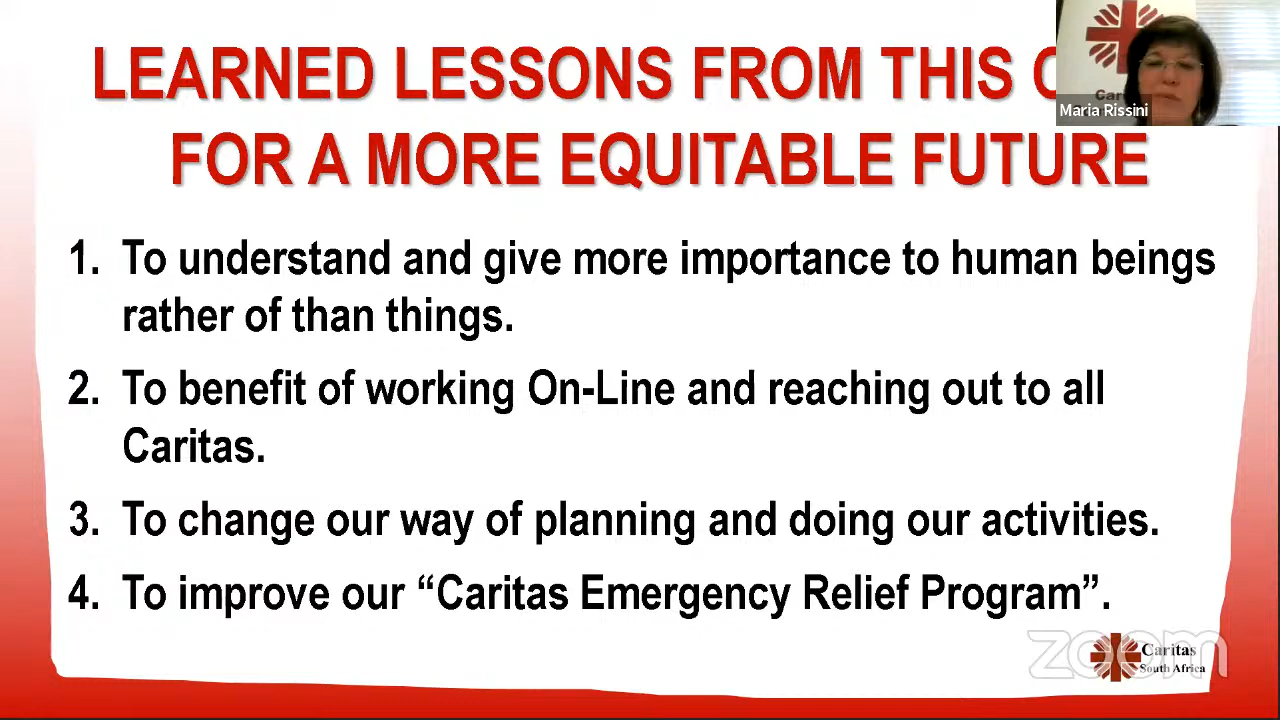 LEARNED LESSONS FROM THIS
FOR A MORE EQUITABLE FUTURE
Maria Rissini
1. To understand and give more importance to human beings
rather of than things.
2. To benefit of working On-Line and reaching out to all
Caritas.
3. To change our way of planning and doing our activities.
4. To improve our “Caritas Emergency Relief Program”.
zoom
Caritas
South Africa